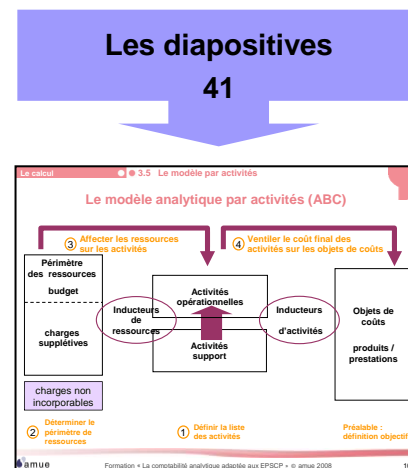 Les diapositives
41
Le calcul
3.5 Le modèle par activités
Le modèle analytique par activités (ABC)
3 Affecter les ressources
sur les activités
4 Ventiler le coût final des
activités sur les objets de coûts
Périmètre
des ressources
budget
charges
supplétives
charges non
incorporables
Inducteurs
de
ressources
Activités
opérationnelles
Activités
support
Inducteurs
d'activités
Objets de
coûts
produits /
prestations
2 Déterminer le
périmètre de
ressources
1 Définir la liste
des activités
Préalable :
définition objectif
amue
Formation « La comptabilité analytique adaptée aux EPSCP » © amue 2008